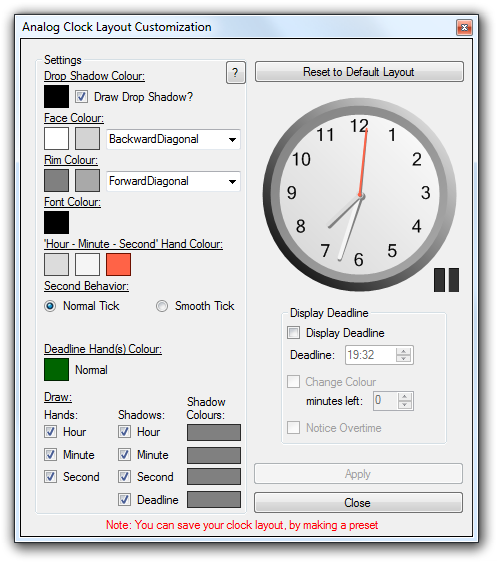 Analog Clock Layout Customization
Settings
Drop Shadow Colour:
?
Draw Drop Shadow?
Face Colour:
BackwardDiagonal
Rim Colour:
ForwardDiagonal
Font Colour:
'Hour - Minute - Second' Hand Colour:
Second Behavior:
Normal Tick
Smooth Tick
Deadline Hand(s) Colour:
Normal
Draw:
Hands:
Shadows:
Shadow
Colours:
Hour
Hour
Minute
Minute
Second
Second
Deadline
Reset to Default Layout
12
1
2
3
4
5
6
7
8
9
10
11
Display Deadline
Display Deadline
Deadline:
19:32
Change Colour
minutes left:
0
Notice Overtime
Apply
Close
Note: You can save your clock layout, by making a preset